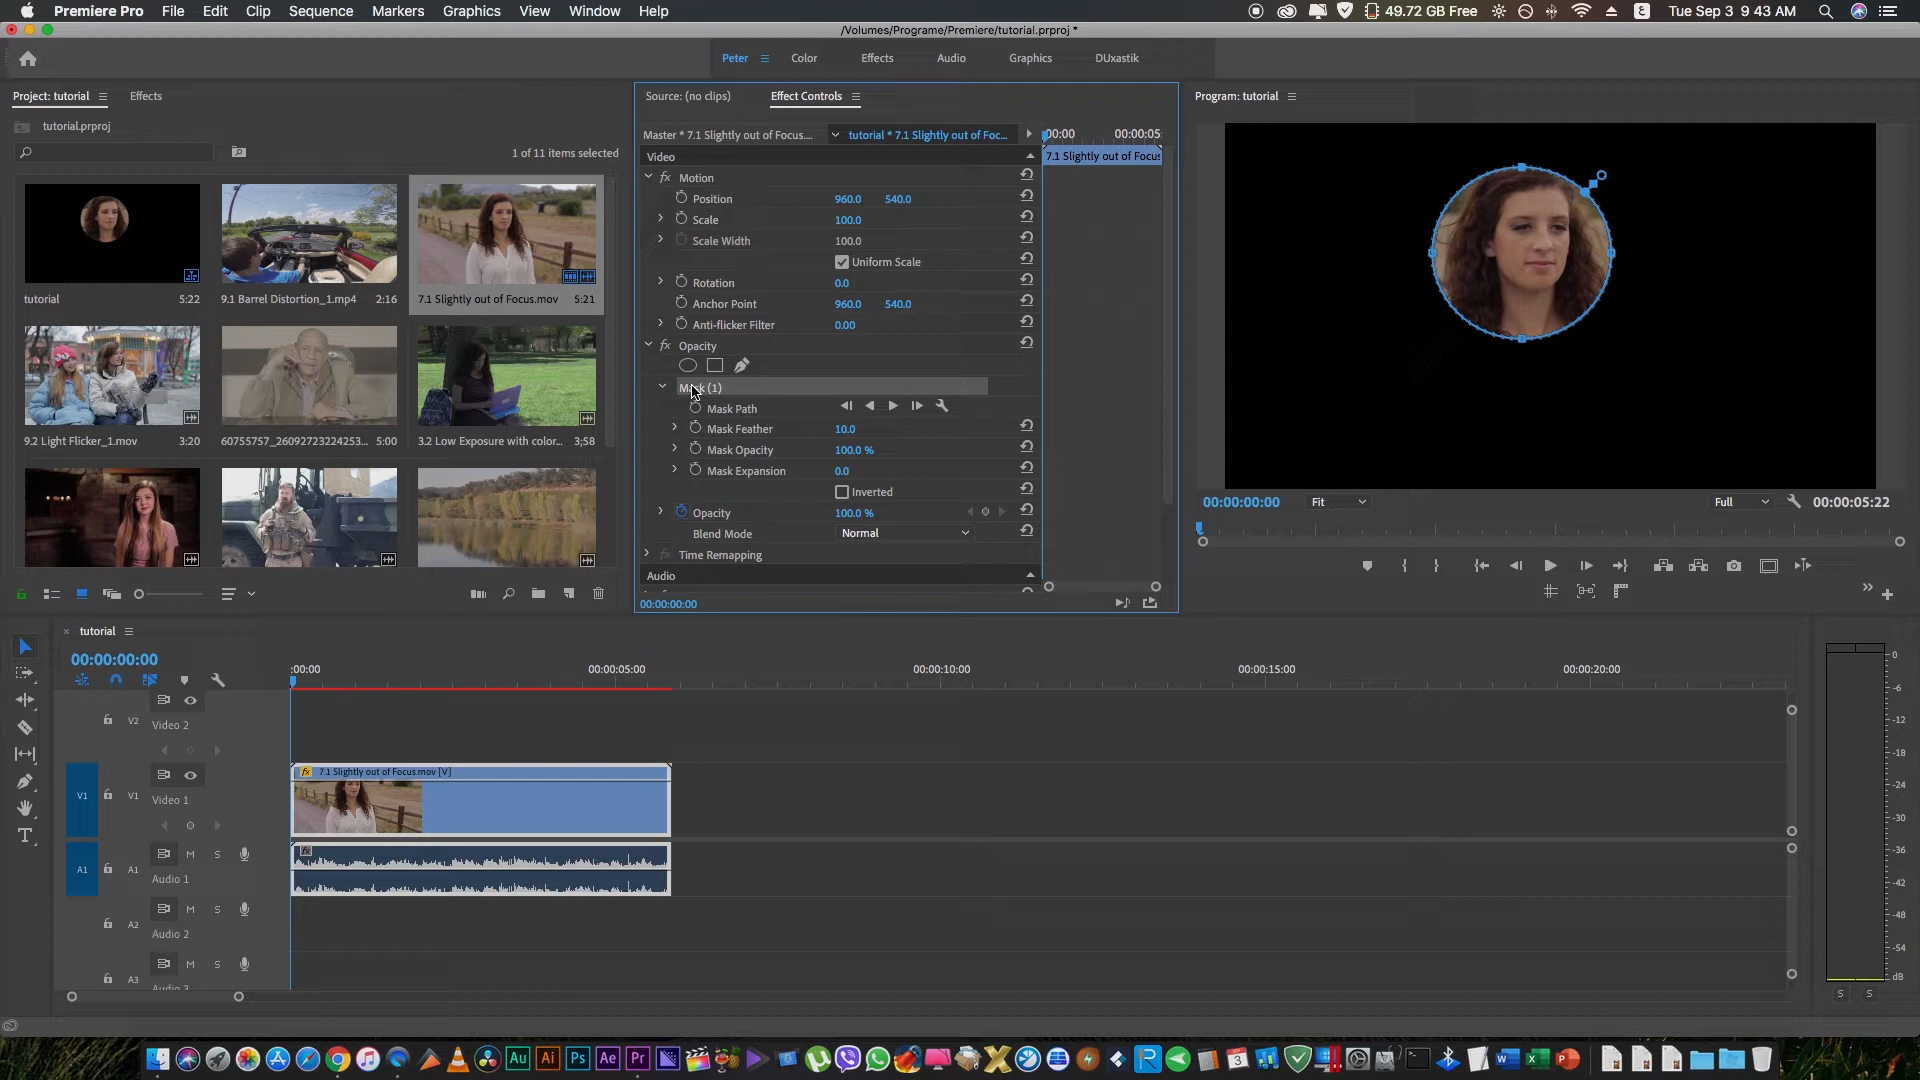 Premiere Pro File Edit Clip Sequence Markers Graphics View Window Help 49.72 GB Free Tue Sep 3 9:43 AM
/Volumes/Programe/Premiere/tutorial.prproj *
Peter Color Effects Audio Graphics DUxastik
Project: tutorial Effects
tutorial.prproj
1 of 11 items selected
tutorial 5:22
9.1 Barrel Distortion_1.mp4 2:16
7.1 Slightly out of Focus.mov 5:21
9.2 Light Flicker_1.mov 3:20
60755757_26092723224253... 5:00
3.2 Low Exposure with color... 3;58
Source: (no clips) Effect Controls
Master * 7.1 Slightly out of Focus.... tutorial * 7.1 Slightly out of Foc... 00:00 00:00:05:
Video 7.1 Slightly out of Focus
fx Motion
Position 960.0 540.0
Scale 100.0
Scale Width 100.0
Uniform Scale
Rotation 0.0
Anchor Point 960.0 540.0
Anti-flicker Filter 0.00
fx Opacity
Mask (1)
Mask Path
Mask Feather 10.0
Mask Opacity 100.0 %
Mask Expansion 0.0
Inverted
Opacity 100.0 %
Blend Mode Normal
fx Time Remapping
Audio
00:00:00:00
Program: tutorial
00:00:00:00 Fit Full 00:00:05:22
tutorial
00:00:00:00
:00:00 00:00:05:00 00:00:10:00 00:00:15:00 00:00:20:00
V2 Video 2
V1 V1 Video 1
fx 7.1 Slightly out of Focus.mov [V]
A1 A1 M S Audio 1
fx
A2 M S Audio 2
A3 M S Audio 3
0
-6
-12
-18
-24
-30
-36
-42
-48
-54
dB
S S
Au Ai Ps Ae Pr 3 W X P